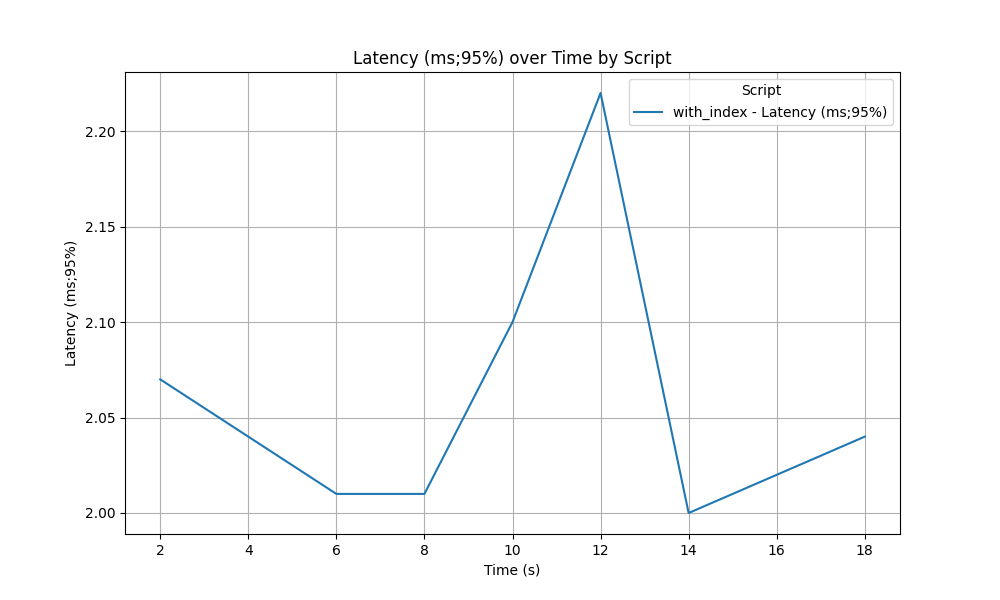 Latency (ms;95%) over Time by Script
Script
with_index - Latency (ms;95%)
Latency (ms;95%)
2.20
2.15
2.10
2.05
2.00
2 4 6 8 10 12 14 16 18
Time (s)